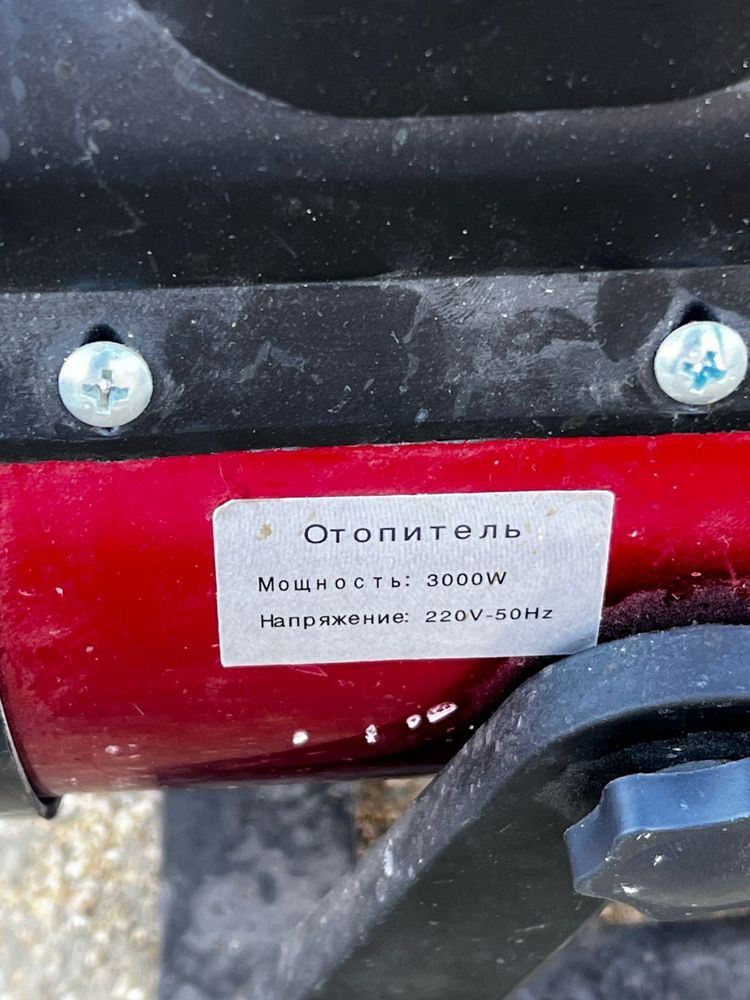 Отопитель
Мощность: 3000W
Напряжение: 220V-50Hz